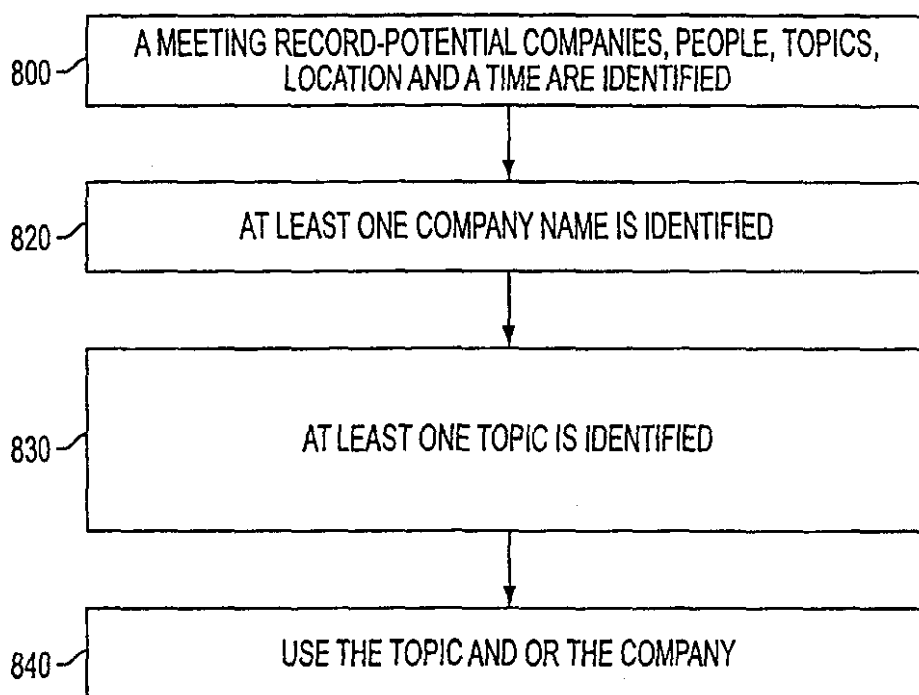 800
A MEETING RECORD-POTENTIAL COMPANIES, PEOPLE, TOPICS,
LOCATION AND A TIME ARE IDENTIFIED
820
AT LEAST ONE COMPANY NAME IS IDENTIFIED
830
AT LEAST ONE TOPIC IS IDENTIFIED
840
USE THE TOPIC AND OR THE COMPANY